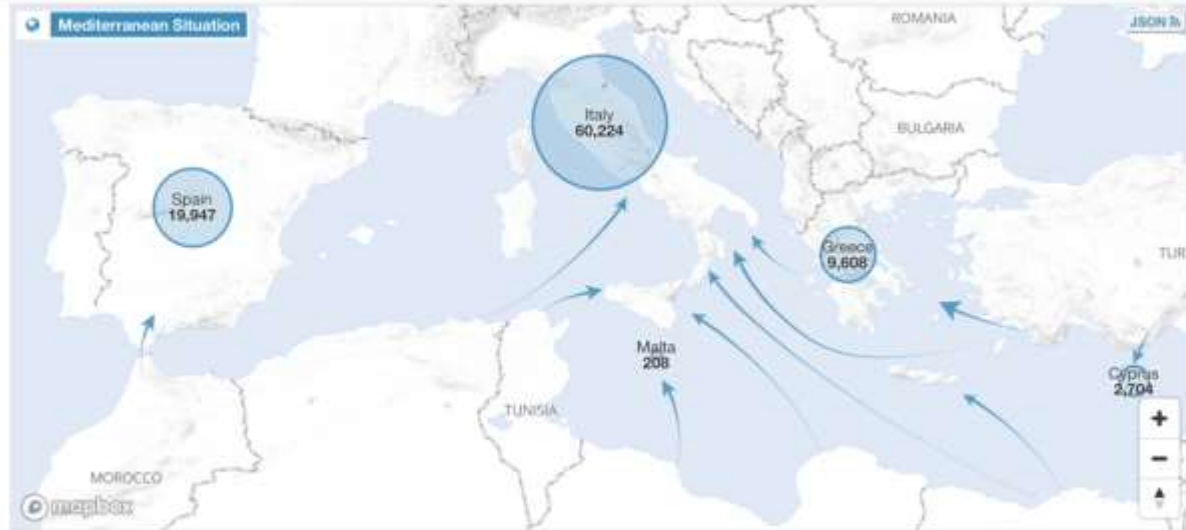 Mediterranean Situation
ROMANIA
JSON
Italy
60,224
BULGARIA
Spain
19,947
Greece
9,608
TUR
Malta
208
Cyprus
2,704
TUNISIA
+
−
MOROCCO
mapbox